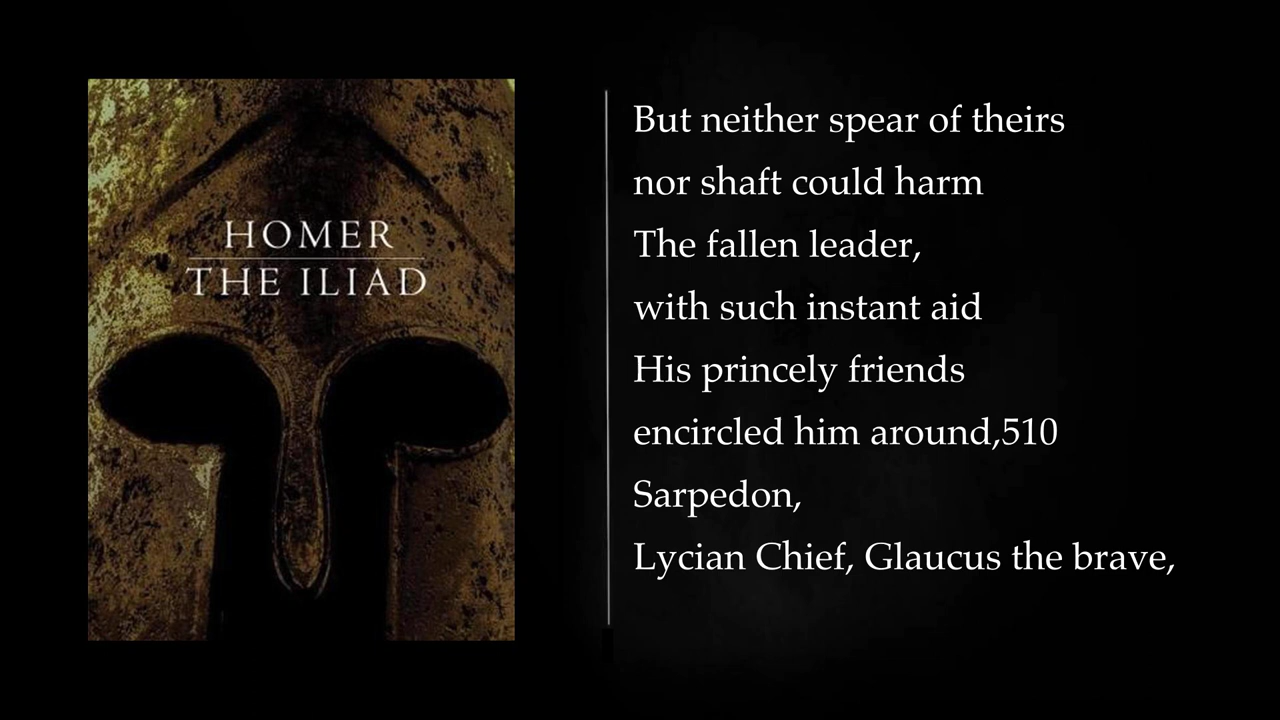 HOMER
THE ILIAD
But neither spear of theirs
nor shaft could harm
The fallen leader,
with such instant aid
His princely friends
encircled him around,510
Sarpedon,
Lycian Chief, Glaucus the brave,